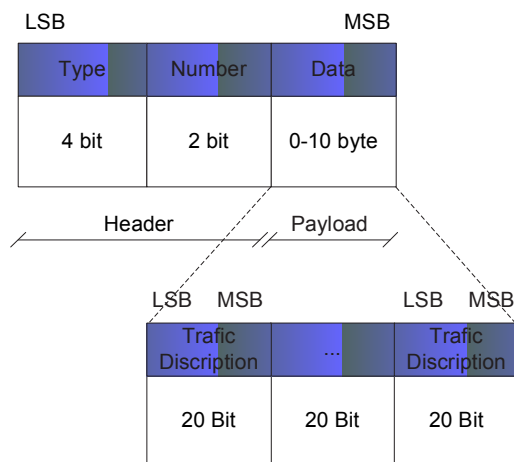 LSB MSB
Type Number Data
4 bit 2 bit 0-10 byte
Header Payload
LSB MSB LSB MSB
Trafic Discription ... Trafic Discription
20 Bit 20 Bit 20 Bit